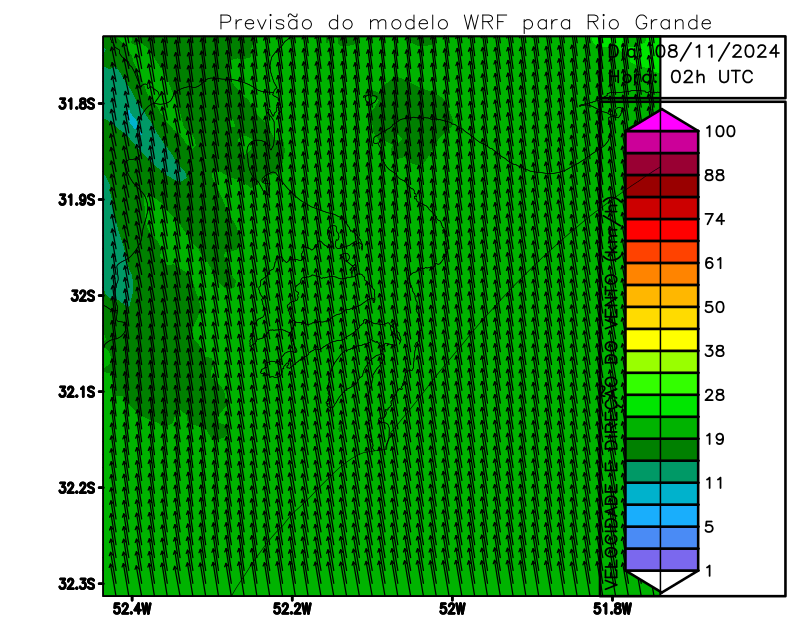 Previsão do modelo WRF para Rio Grande
Dia: 08/11/2024
Hora: 02h UTC
31.8S
31.9S
32S
32.1S
32.2S
32.3S
52.4W
52.2W
52W
51.8W
VELOCIDADE E DIREÇÃO DO VENTO (km/h)
100
88
74
61
50
38
28
19
11
5
1